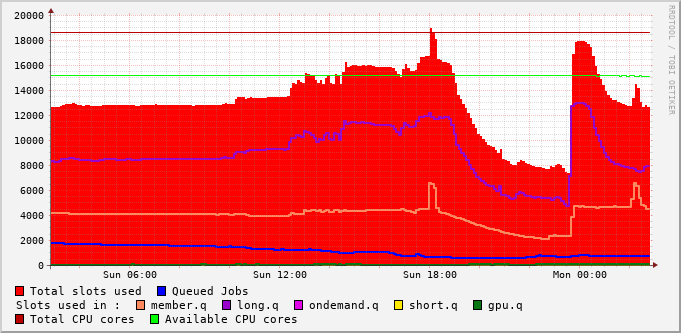 20000
18000
16000
14000
12000
10000
8000
6000
4000
2000
0
Sun 06:00 Sun 12:00 Sun 18:00 Mon 00:00
Total slots used Queued Jobs
Slots used in : member.q long.q ondemand.q short.q gpu.q
Total CPU cores Available CPU cores
RRDTOOL / TOBI OETIKER